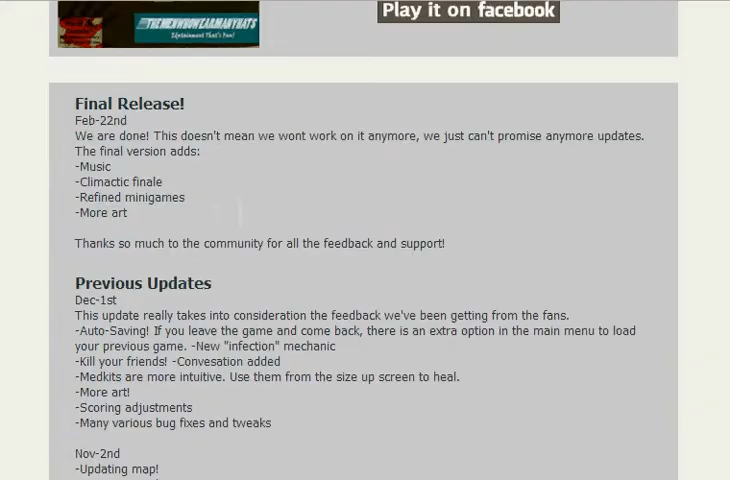 THEMENWHOWEARMANYHATS
Edertainment That's Fun!
Play it on facebook
Final Release!
Feb-22nd
We are done! This doesn't mean we wont work on it anymore, we just can't promise anymore updates.
The final version adds:
-Music
-Climactic finale
-Refined minigames
-More art
Thanks so much to the community for all the feedback and support!
Previous Updates
Dec-1st
This update really takes into consideration the feedback we've been getting from the fans.
-Auto-Saving! If you leave the game and come back, there is an extra option in the main menu to load
your previous game. -New "infection" mechanic
-Kill your friends! -Convesation added
-Medkits are more intuitive. Use them from the size up screen to heal.
-More art!
-Scoring adjustments
-Many various bug fixes and tweaks
Nov-2nd
-Updating map!